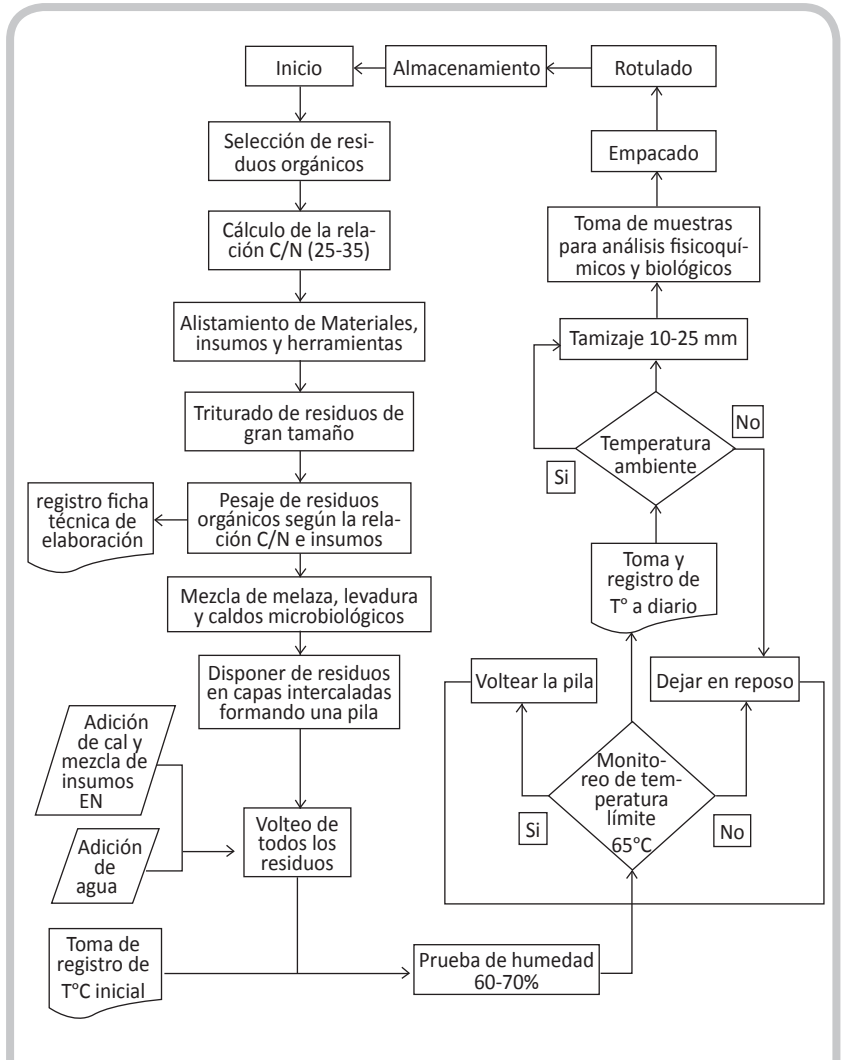 Inicio
Almacenamiento
Rotulado
Selección de resi-
duos orgánicos
Empacado
Cálculo de la rela-
ción C/N (25-35)
Toma de muestras
para análisis fisicoquí-
micos y biológicos
Alistamiento de Materiales,
insumos y herramientas
Tamizaje 10-25 mm
Triturado de residuos de
gran tamaño
Temperatura
ambiente
Si
No
registro ficha
técnica de
elaboración
Pesaje de residuos
orgánicos según la rela-
ción C/N e insumos
Toma y
registro de
T° a diario
Mezcla de melaza, levadura
y caldos microbiológicos
Disponer de residuos
en capas intercaladas
formando una pila
Voltear la pila
Dejar en reposo
Adición
de cal y
mezcla de
insumos
EN
Monito-
reo de tem-
peratura
límite
65°C
Si
No
Adición
de
agua
Volteo de
todos los
residuos
Toma de
registro de
T°C inicial
Prueba de humedad
60-70%